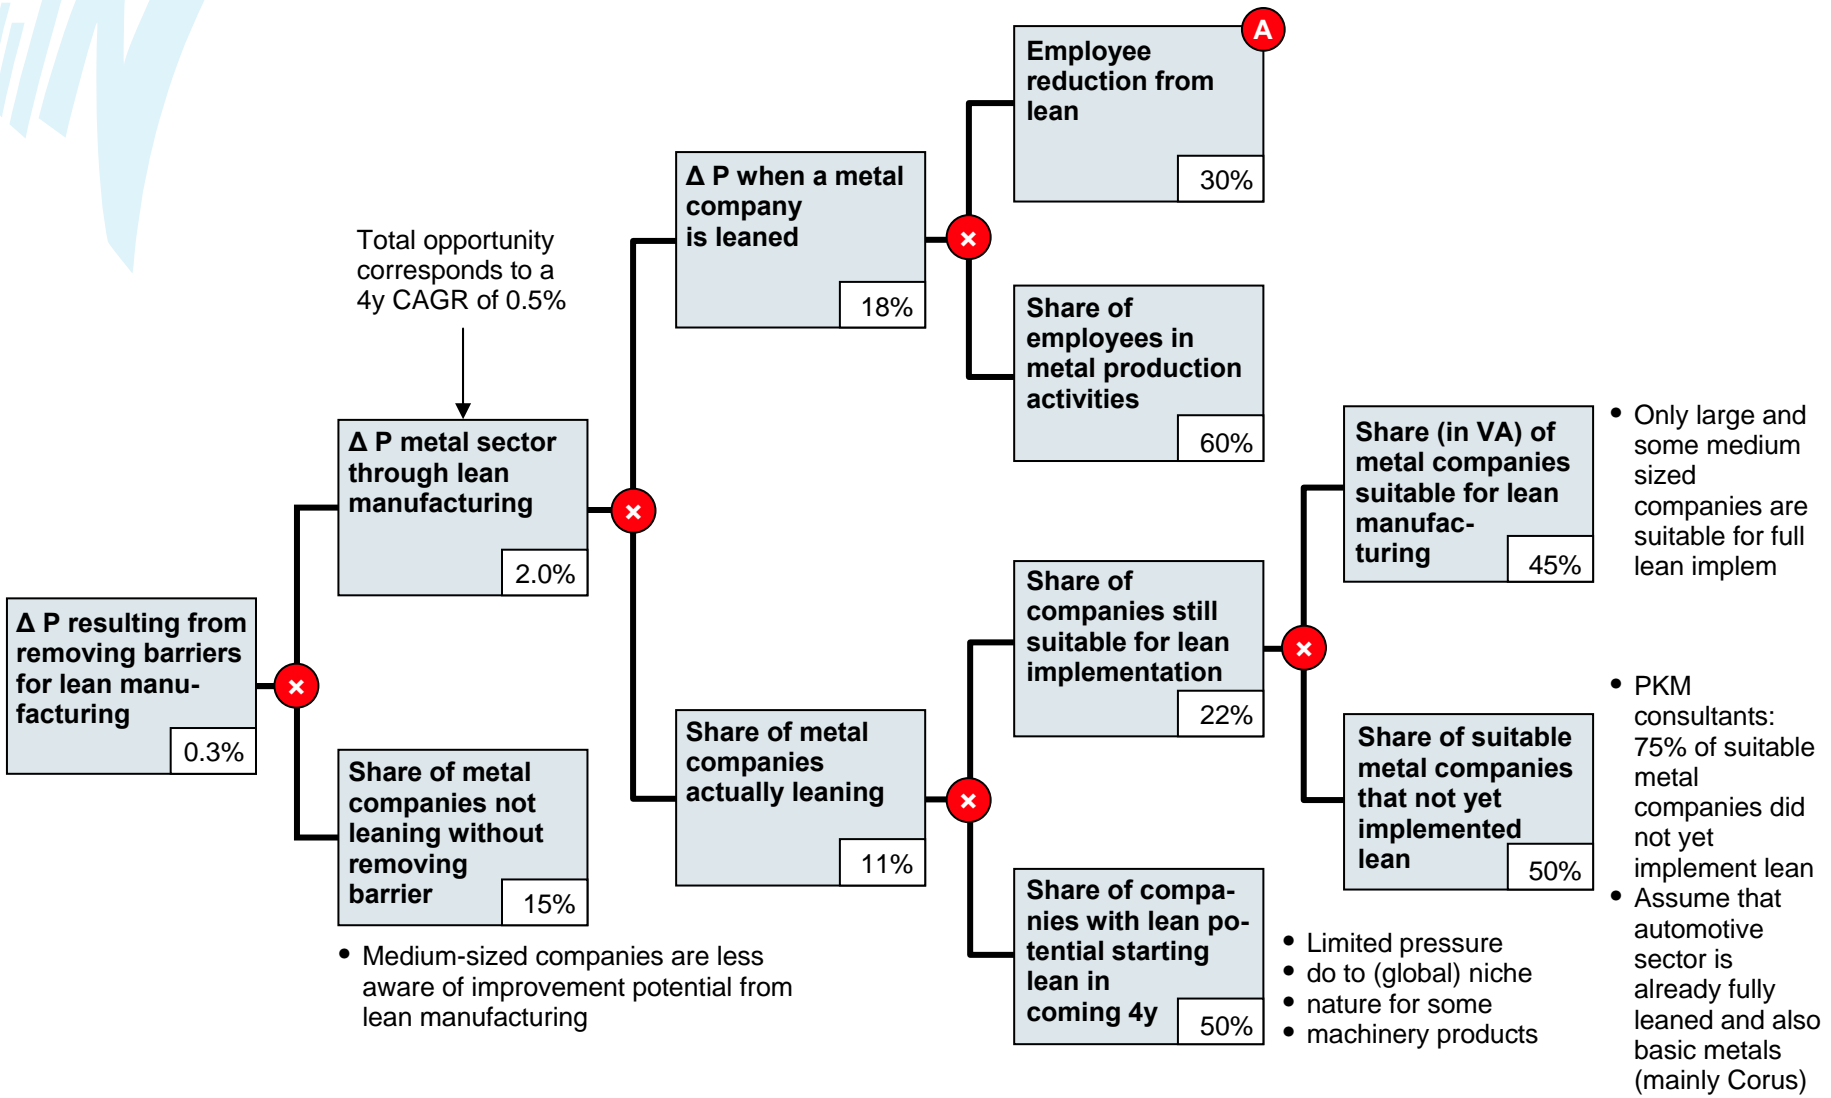 A
Employee
reduction from
lean
30%
Δ P when a metal
company
is leaned
18%
×
Total opportunity
corresponds to a
4y CAGR of 0.5%
Share of
employees in
metal production
activities
60%
Δ P metal sector
through lean
manufacturing
2.0%
×
Share (in VA) of
metal companies
suitable for lean
manufac-
turing
45%
• Only large and
some medium
sized
companies are
suitable for full
lean implem
Δ P resulting from
removing barriers
for lean manu-
facturing
0.3%
×
Share of
companies still
suitable for lean
implementation
22%
×
Share of metal
companies not
leaning without
removing
barrier
15%
• Medium-sized companies are less
aware of improvement potential from
lean manufacturing
Share of metal
companies
actually leaning
11%
×
Share of suitable
metal companies
that not yet
implemented
lean
50%
• PKM
consultants:
75% of suitable
metal
companies did
not yet
implement lean
• Assume that
automotive
sector is
already fully
leaned and also
basic metals
(mainly Corus)
Share of compa-
nies with lean po-
tential starting
lean in
coming 4y
50%
• Limited pressure
• do to (global) niche
• nature for some
• machinery products